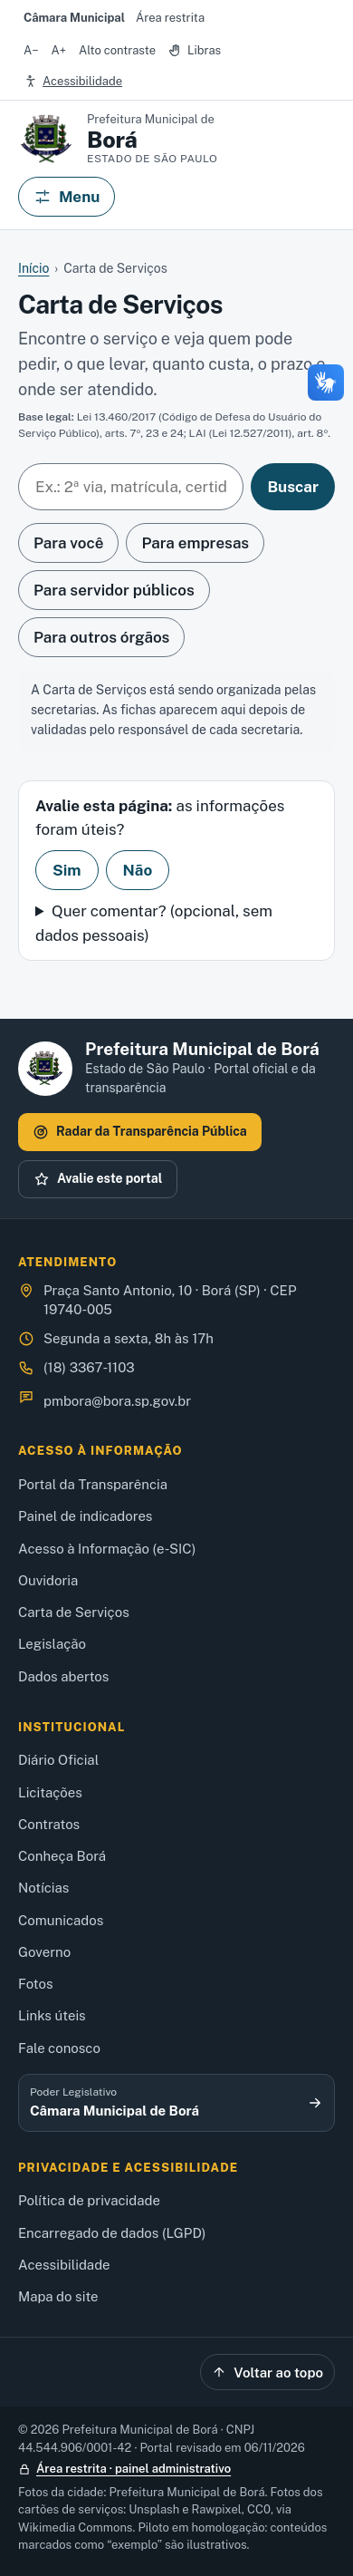 Câmara Municipal Área restrita
A− A+ Alto contraste Libras
Acessibilidade
Prefeitura Municipal de
Borá
ESTADO DE SÃO PAULO
Menu
Início › Carta de Serviços
Carta de Serviços
Encontre o serviço e veja quem pode
pedir, o que levar, quanto custa, o prazo e
onde ser atendido.
Base legal: Lei 13.460/2017 (Código de Defesa do Usuário do
Serviço Público), arts. 7º, 23 e 24; LAI (Lei 12.527/2011), art. 8º.
Ex.: 2ª via, matrícula, certid
Buscar
Para você Para empresas
Para servidor públicos
Para outros órgãos
A Carta de Serviços está sendo organizada pelas
secretarias. As fichas aparecem aqui depois de
validadas pelo responsável de cada secretaria.
Avalie esta página: as informações
foram úteis?
Sim Não
Quer comentar? (opcional, sem
dados pessoais)
Prefeitura Municipal de Borá
Estado de São Paulo · Portal oficial e da
transparência
Radar da Transparência Pública
Avalie este portal
ATENDIMENTO
Praça Santo Antonio, 10 · Borá (SP) · CEP
19740-005
Segunda a sexta, 8h às 17h
(18) 3367-1103
pmbora@bora.sp.gov.br
ACESSO À INFORMAÇÃO
Portal da Transparência
Painel de indicadores
Acesso à Informação (e-SIC)
Ouvidoria
Carta de Serviços
Legislação
Dados abertos
INSTITUCIONAL
Diário Oficial
Licitações
Contratos
Conheça Borá
Notícias
Comunicados
Governo
Fotos
Links úteis
Fale conosco
Poder Legislativo
Câmara Municipal de Borá
PRIVACIDADE E ACESSIBILIDADE
Política de privacidade
Encarregado de dados (LGPD)
Acessibilidade
Mapa do site
Voltar ao topo
© 2026 Prefeitura Municipal de Borá · CNPJ
44.544.906/0001-42 · Portal revisado em 06/11/2026
Área restrita · painel administrativo
Fotos da cidade: Prefeitura Municipal de Borá. Fotos dos
cartões de serviços: Unsplash e Rawpixel, CC0, via
Wikimedia Commons. Piloto em homologação: conteúdos
marcados como “exemplo” são ilustrativos.